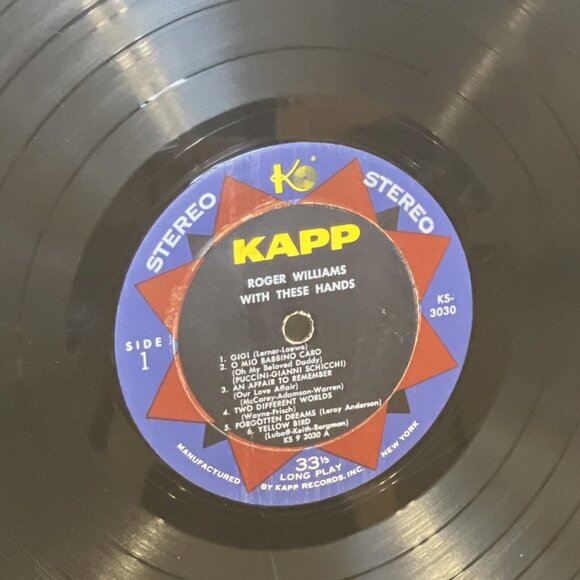 K
STEREO
STEREO
KAPP
ROGER WILLIAMS
WITH THESE HANDS
KS-
3030
SIDE
1
1. GIGI (Lerner-Loewe)
2. O MIO BABBINO CARO
(Oh My Beloved Daddy)
(PUCCINI-GIANNI SCHICCHI)
3. AN AFFAIR TO REMEMBER
(Our Love Affair)
(McCarey-Adamson-Warren)
4. TWO DIFFERENT WORLDS
(Wayne-Frisch)
5. FORGOTTEN DREAMS (Leroy Anderson)
6. YELLOW BIRD
(Luboff-Keith-Bergman)
KS 9 3030 A
33⅓
LONG PLAY
MANUFACTURED BY KAPP RECORDS, INC. NEW YORK